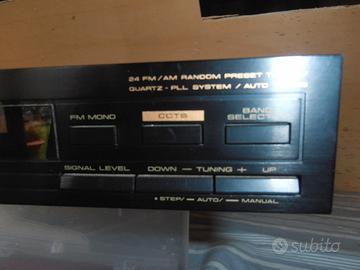 24 FM/AM RANDOM PRESET
QUARTZ - PLL SYSTEM / AUTO
FM MONO
CCTS
BAND
SELECT
SIGNAL LEVEL
DOWN — TUNING + UP
• STEP/— AUTO/— MANUAL
subito